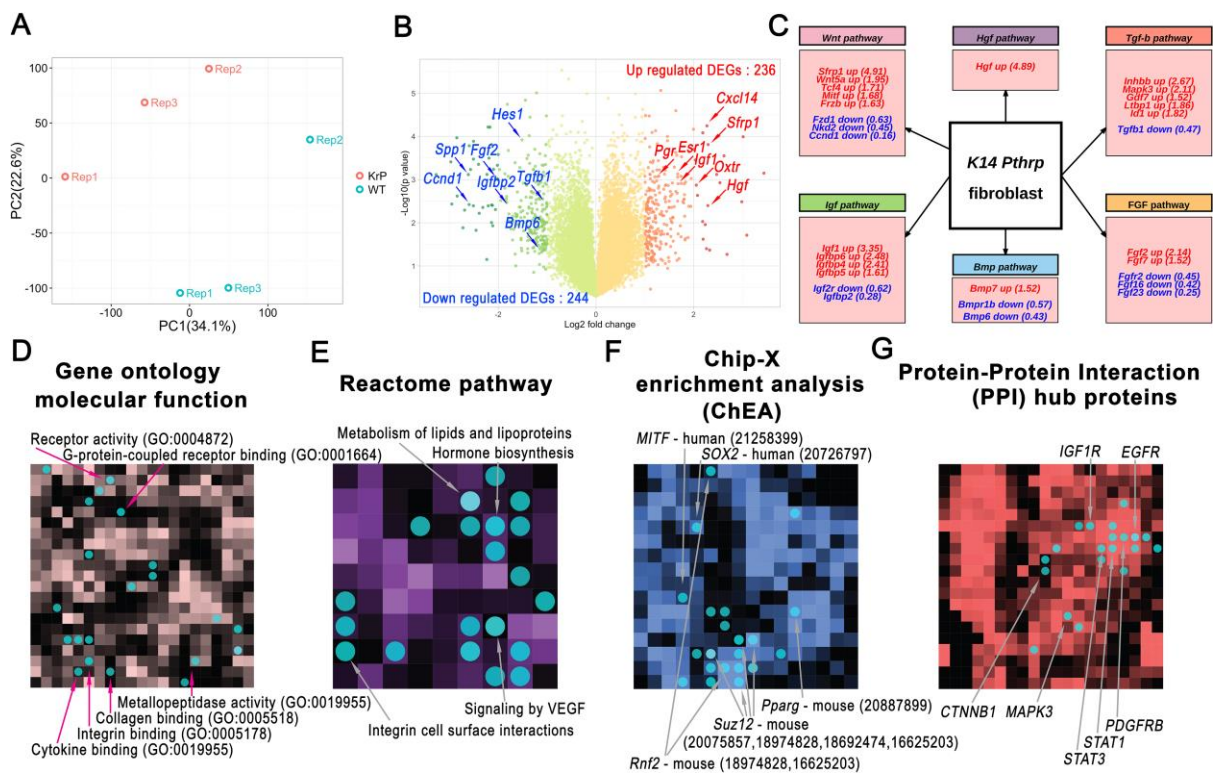 A
PC2(22.6%)
100
50
0
-50
-100
Rep2
Rep3
Rep1
Rep2
Rep1
Rep3
KrP
WT
-100
0
100
PC1(34.1%)
B
Up regulated DEGs : 236
Down regulated DEGs : 244
-Log10(p value)
5
4
3
2
1
Hes1
Spp1
Fgf2
Ccnd1
Igfbp2
Tgfb1
Bmp6
Cxcl14
Sfrp1
Pgr
Esr1
Igf1
Oxtr
Hgf
-2
0
2
Log2 fold change
C
Wnt pathway
Sfrp1 up (4.91)
Wnt5a up (1.95)
Tcf4 up (1.71)
Mitf up (1.68)
Frzb up (1.63)
Fzd1 down (0.63)
Nkd2 down (0.45)
Ccnd1 down (0.16)
Hgf pathway
Hgf up (4.89)
Tgf-b pathway
Inhbb up (2.67)
Mapk3 up (2.11)
Gdf7 up (1.52)
Ltbp1 up (1.86)
Id1 up (1.82)
Tgfb1 down (0.47)
K14 Pthrp
fibroblast
Igf pathway
Igf1 up (3.35)
Igfbp6 up (2.48)
Igfbp4 up (2.41)
Igfbp5 up (1.61)
Igf2r down (0.62)
Igfbp2 (0.28)
Bmp pathway
Bmp7 up (1.52)
Bmpr1b down (0.57)
Bmp6 down (0.43)
FGF pathway
Fgf2 up (2.14)
Fgf7 up (1.52)
Fgfr2 down (0.45)
Fgf16 down (0.42)
Fgf23 down (0.25)
D
Gene ontology
molecular function
Receptor activity (GO:0004872)
G-protein-coupled receptor binding (GO:0001664)
Metallopeptidase activity (GO:0019955)
Collagen binding (GO:0005518)
Integrin binding (GO:0005178)
Cytokine binding (GO:0019955)
E
Reactome pathway
Metabolism of lipids and lipoproteins
Hormone biosynthesis
Signaling by VEGF
Integrin cell surface interactions
F
Chip-X
enrichment analysis
(ChEA)
MITF - human (21258399)
SOX2 - human (20726797)
Pparg - mouse (20887899)
Suz12 - mouse
(20075857,18974828,18692474,16625203)
Rnf2 - mouse (18974828,16625203)
G
Protein-Protein Interaction
(PPI) hub proteins
IGF1R
EGFR
CTNNB1
MAPK3
PDGFRB
STAT1
STAT3